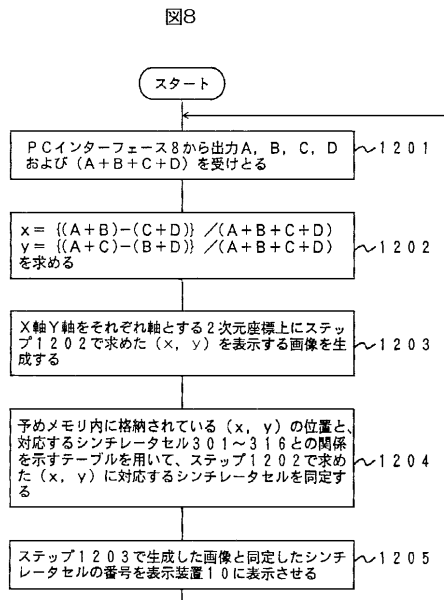 図8
スタート
PCインターフェース8から出力A,B,C,D
および(A+B+C+D)を受けとる
~1201
x={(A+B)-(C+D)}/(A+B+C+D)
y={(A+C)-(B+D)}/(A+B+C+D)
を求める
~1202
X軸Y軸をそれぞれ軸とする2次元座標上にステッ
プ1202で求めた(x,y)を表示する画像を生
成する
~1203
予めメモリ内に格納されている(x,y)の位置と、
対応するシンチレータセル301~316との関係
を示すテーブルを用いて、ステップ1202で求め
た(x,y)に対応するシンチレータセルを同定す
る
~1204
ステップ1203で生成した画像と同定したシンチ
レータセルの番号を表示装置10に表示させる
~1205